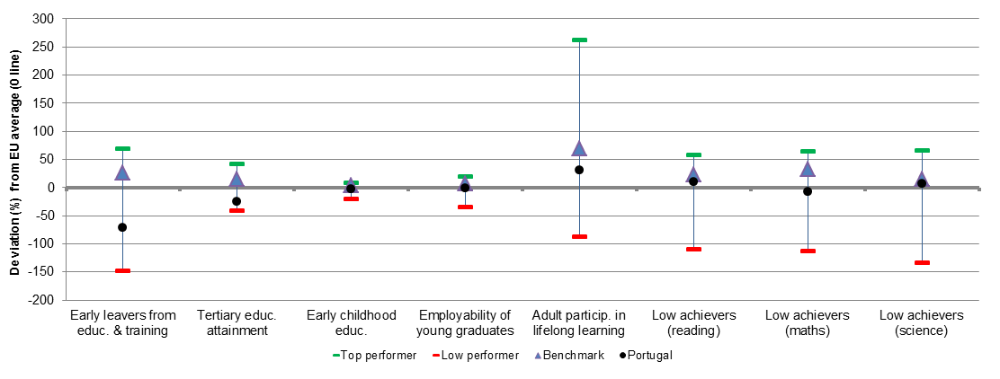 Deviation (%) from EU average (0 line)
300
250
200
150
100
50
0
-50
-100
-150
-200
Early leavers from
educ. & training
Tertiary educ.
attainment
Early childhood
educ.
Employability of
young graduates
Adult particip. in
lifelong learning
Low achievers
(reading)
Low achievers
(maths)
Low achievers
(science)
Top performer
Low performer
Benchmark
Portugal